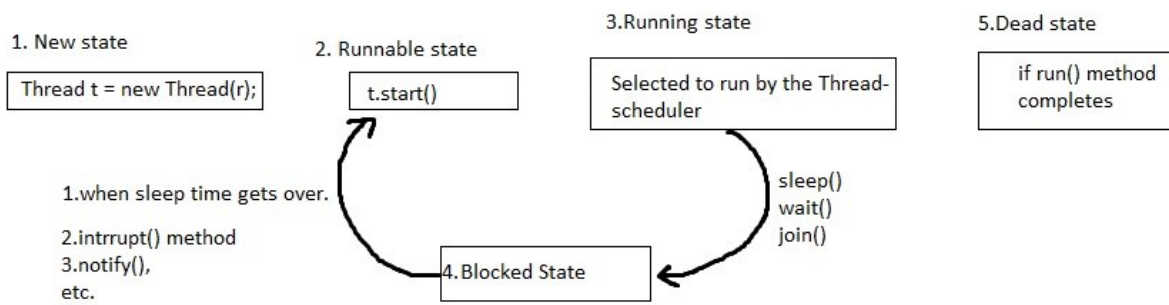 1. New state
Thread t = new Thread(r);
2. Runnable state
t.start()
3.Running state
Selected to run by the Thread-
scheduler
5.Dead state
if run() method
completes
1.when sleep time gets over.
2.intrrupt() method
3.notify(),
etc.
sleep()
wait()
join()
4.Blocked State